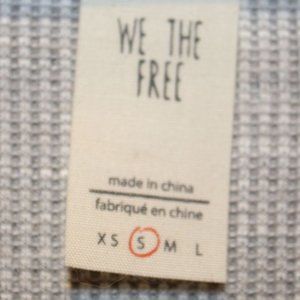 WE THE
FREE
made in china
fabriqué en chine
XS S M L